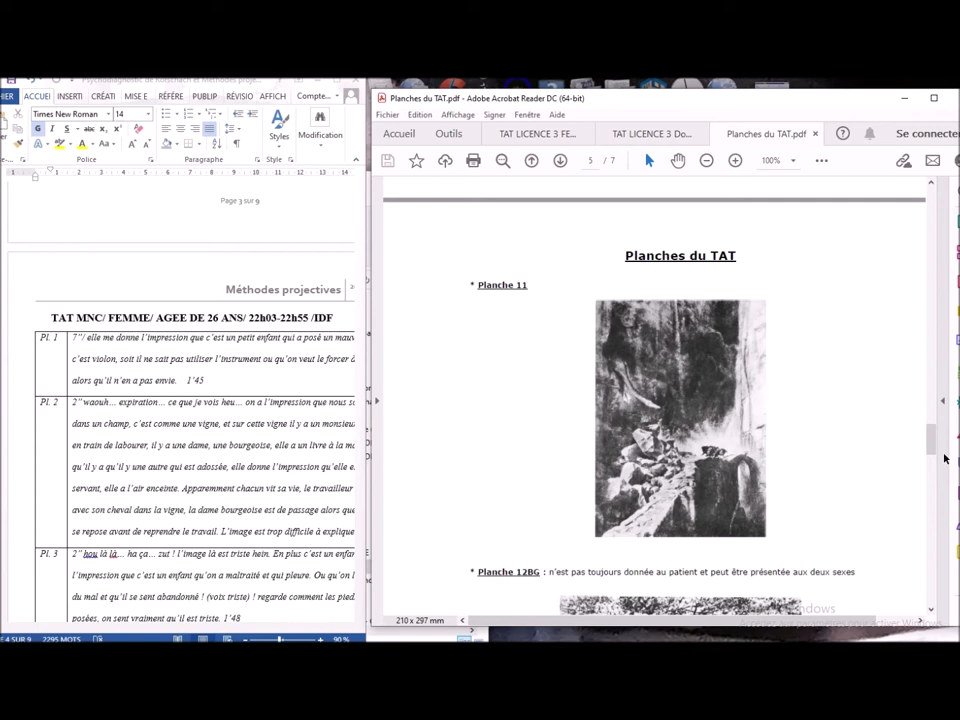 HIER ACCUEI INSERTI CRÉATI MISE E RÉFÉRE PUBLIP RÉVISIO AFFICH Compte...
Times New Roman 14
Styles
Modification
Police Paragraphe Styles
Page 3 sur 9
Méthodes projectives
TAT MNC/ FEMME/ AGEE DE 26 ANS/ 22h03-22h55 /IDF
Pl. 1 7’’/ elle me donne l’impression que c’est un petit enfant qui a posé un mauv
c’est violon, soit il ne sait pas utiliser l’instrument ou qu’on veut le forcer à
alors qu’il n’en a pas envie. 1’45
Pl. 2 2’’waouh… expiration… ce que je vois heu… on a l’impression que nous so
dans un champ, c’est comme une vigne, et sur cette vigne il y a un monsieu
en train de labourer, il y a une dame, une bourgeoise, elle a un livre à la ma
qu’il y a qu’il y une autre qui est adossée, elle donne l’impression qu’elle e
servant, elle a l’air enceinte. Apparemment chacun vit sa vie, le travailleur
avec son cheval dans la vigne, la dame bourgeoise est de passage alors que
se repose avant de reprendre le travail. L’image est trop difficile à explique
Pl. 3 2’’hou là là… ha ça… zut ! l’image là est triste hein. En plus c’est un enfan
l’impression que c’est un enfant qu’on a maltraité et qui pleure. Ou qu’on l
du mal et qu’il se sent abandonné ! (voix triste) ! regarde comment les pied
posées, on sent vraiment qu’il est triste. 1’48
E 4 SUR 9 2295 MOTS 90 %
Planches du TAT.pdf - Adobe Acrobat Reader DC (64-bit)
Fichier Edition Affichage Signer Fenêtre Aide
Accueil Outils TAT LICENCE 3 FE... TAT LICENCE 3 Do... Planches du TAT.pdf Se connecte
5 / 7 100%
Planches du TAT
* Planche 11
* Planche 12BG : n’est pas toujours donnée au patient et peut être présentée aux deux sexes
210 x 297 mm